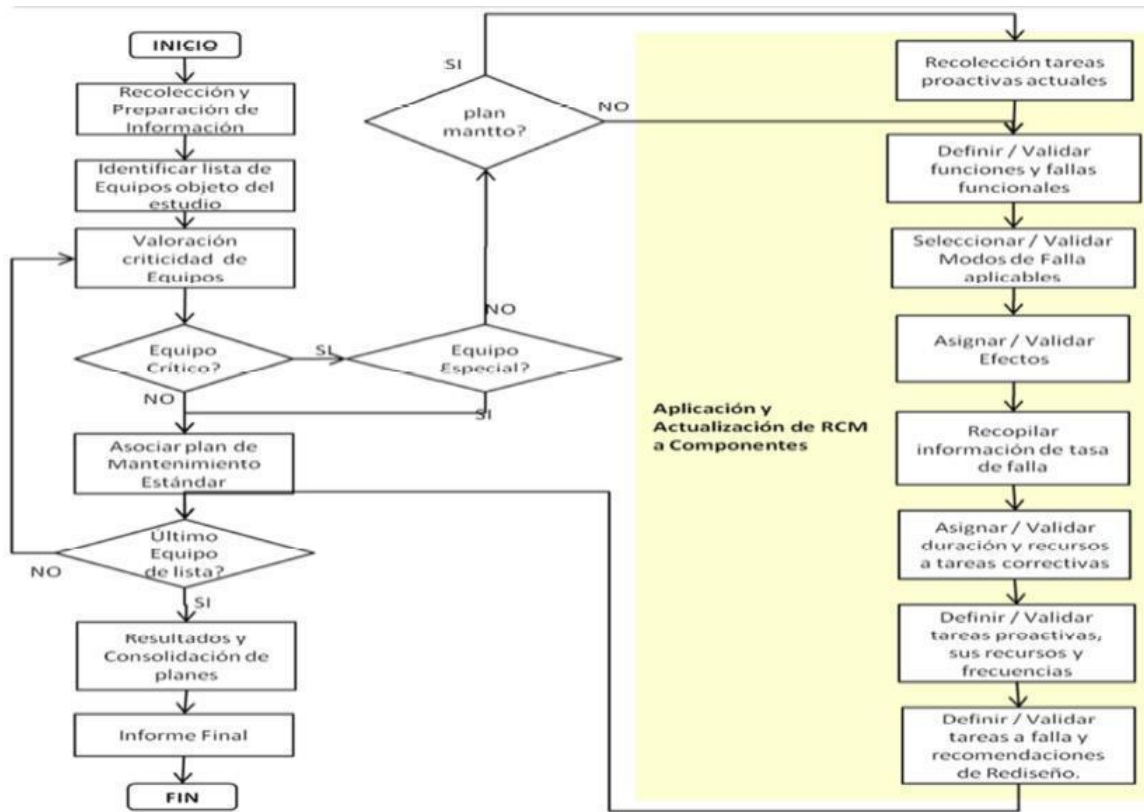 INICIO
Recolección y
Preparación de
Información
Identificar lista de
Equipos objeto del
estudio
Valoración
criticidad de
Equipos
Equipo
Crítico?
SI
NO
Equipo
Especial?
NO
SI
plan
mantto?
SI
NO
Asociar plan de
Mantenimiento
Estándar
Último
Equipo
de lista?
NO
SI
Resultados y
Consolidación de
planes
Informe Final
FIN
Aplicación y
Actualización de RCM
a Componentes
Recolección tareas
proactivas actuales
Definir / Validar
funciones y fallas
funcionales
Seleccionar / Validar
Modos de Falla
aplicables
Asignar / Validar
Efectos
Recopilar
información de tasa
de falla
Asignar / Validar
duración y recursos
a tareas correctivas
Definir / Validar
tareas proactivas,
sus recursos y
frecuencias
Definir / Validar
tareas a falla y
recomendaciones
de Rediseño.